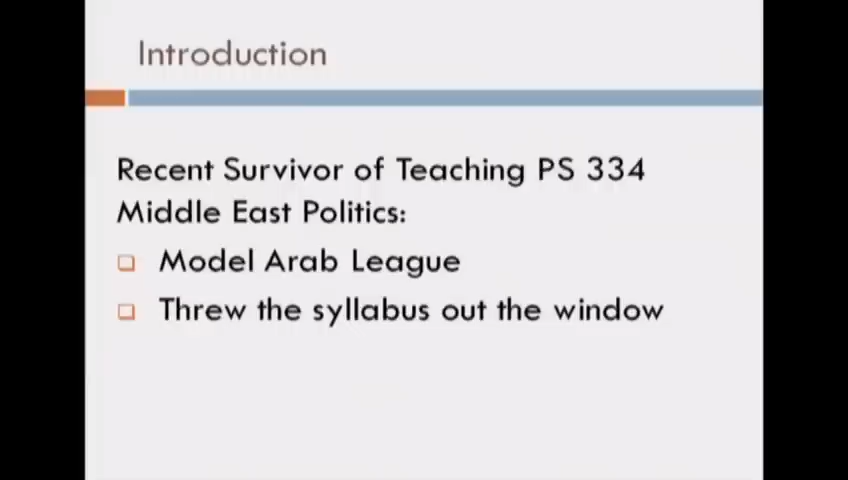 Introduction
Recent Survivor of Teaching PS 334
Middle East Politics:
Model Arab League
Threw the syllabus out the window